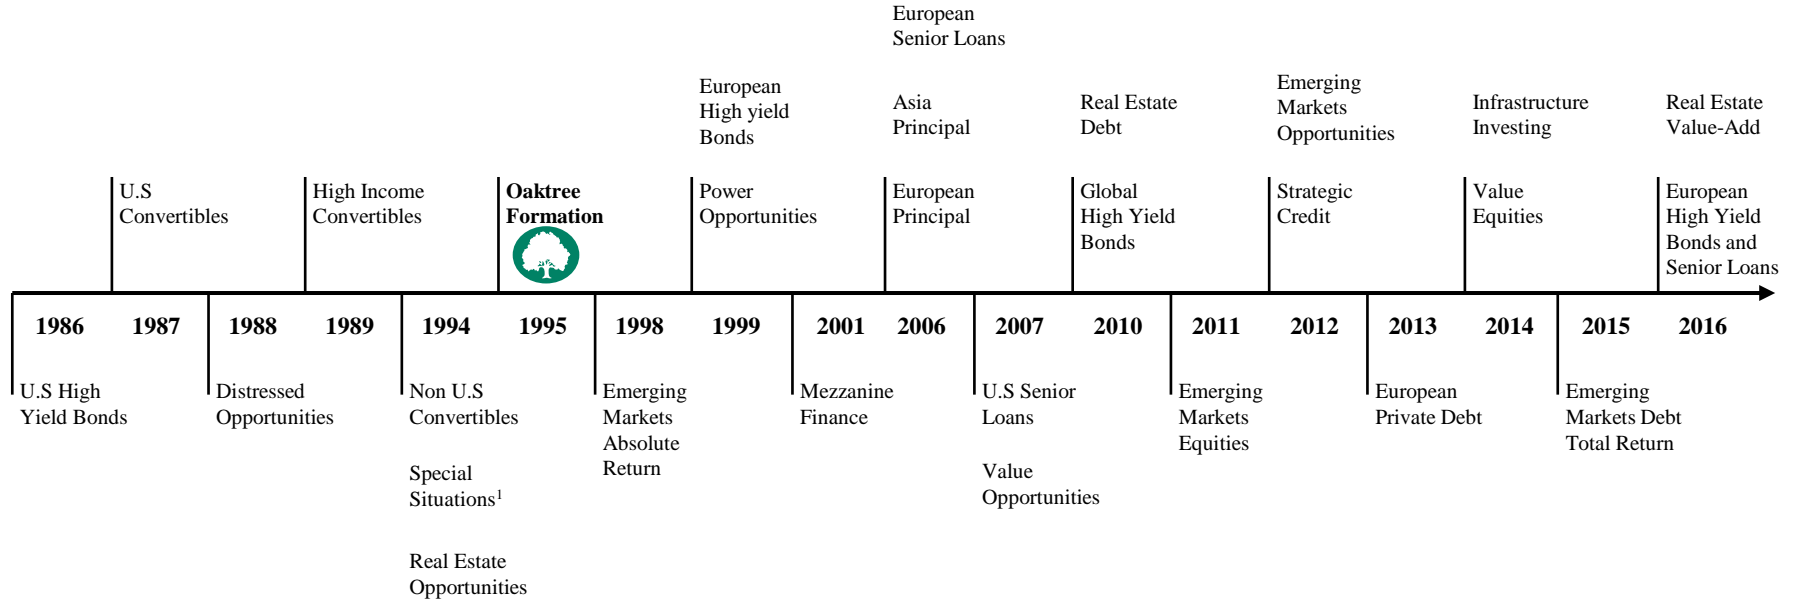 European
Senior Loans
European
High yield
Bonds
Asia
Principal
Real Estate
Debt
Emerging
Markets
Opportunities
Infrastructure
Investing
Real Estate
Value-Add
U.S
Convertibles
High Income
Convertibles
Oaktree
Formation
Power
Opportunities
European
Principal
Global
High Yield
Bonds
Strategic
Credit
Value
Equities
European
High Yield
Bonds and
Senior Loans
1986 1987 1988 1989 1994 1995 1998 1999 2001 2006 2007 2010 2011 2012 2013 2014 2015 2016
U.S High
Yield Bonds
Distressed
Opportunities
Non U.S
Convertibles
Special
Situations¹
Real Estate
Opportunities
Emerging
Markets
Absolute
Return
Mezzanine
Finance
U.S Senior
Loans
Value
Opportunities
Emerging
Markets
Equities
European
Private Debt
Emerging
Markets Debt
Total Return